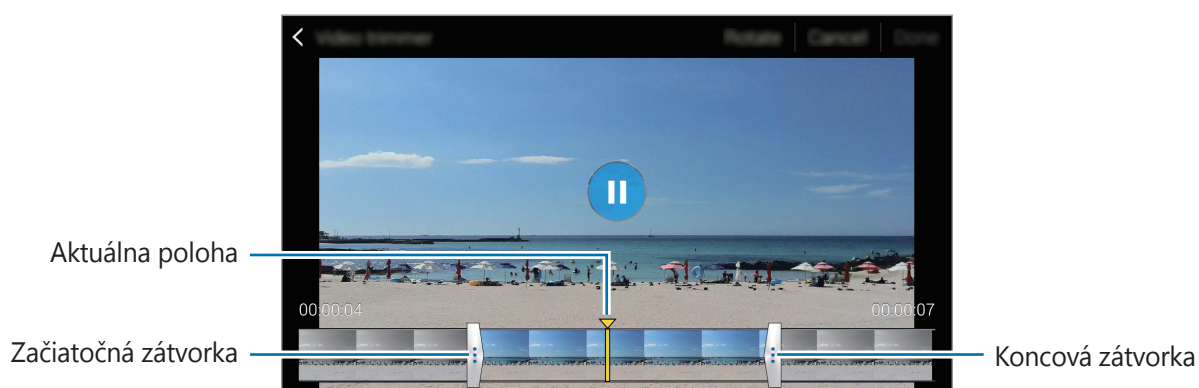 Video trimmer Rotate Cancel Done
Aktuálna poloha
00:00:04 00:00:07
Začiatočná zátvorka
Koncová zátvorka